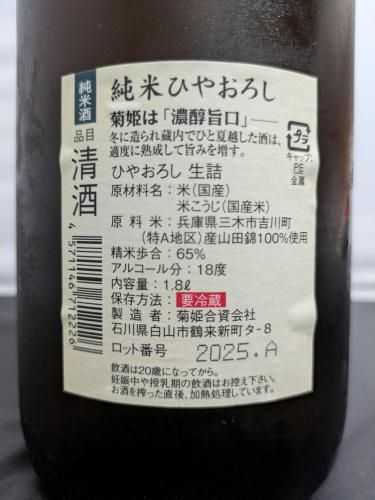 純米酒
純米ひやおろし
菊姫は「濃醇旨口」──
冬に造られ蔵内でひと夏越した酒は、
適度に熟成して旨みを増す。
プラ
キャップ:
PE
金属
品目
清酒
ひやおろし 生詰
原材料名:米(国産)
米こうじ(国産米)
原料米:兵庫県三木市吉川町
(特A地区)産山田錦100%使用
精米歩合:65%
アルコール分:18度
内容量:1.8ℓ
保存方法:要冷蔵
製造者:菊姫合資会社
石川県白山市鶴来新町タ-8
ロット番号 2025.A
飲酒は20歳になってから。
妊娠中や授乳期の飲酒はお控え下さい。
お酒を搾った直後、加熱処理しています。
4571146712226